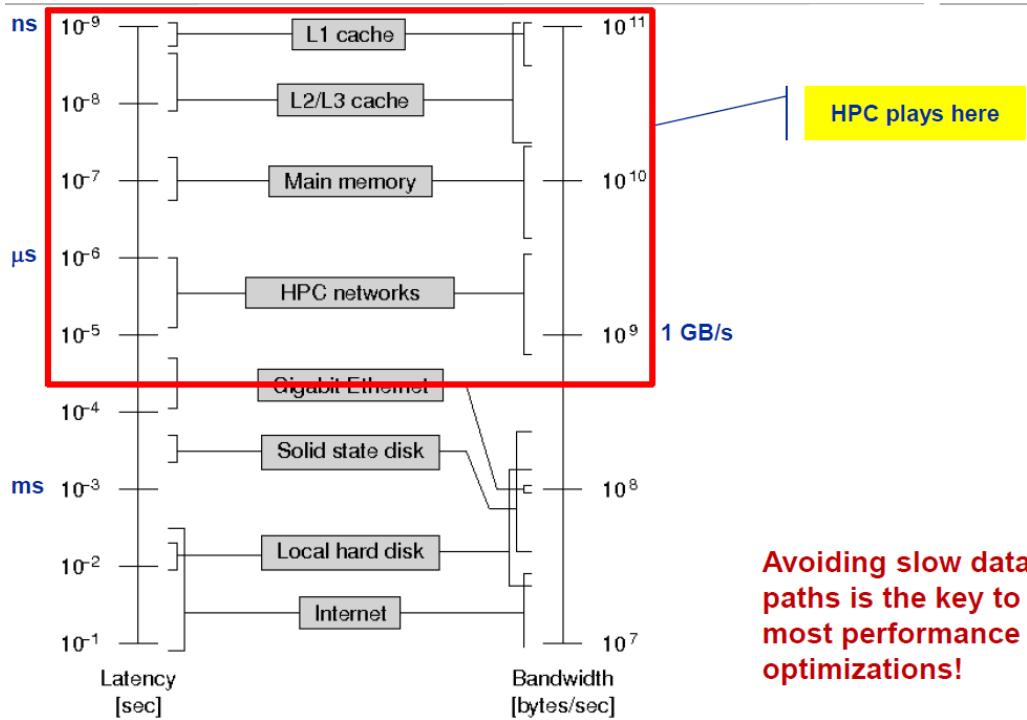 ns 10⁻⁹ L1 cache 10¹¹
10⁻⁸ L2/L3 cache HPC plays here
10⁻⁷ Main memory 10¹⁰
μs 10⁻⁶
HPC networks
10⁻⁵ 10⁹ 1 GB/s
Gigabit Ethernet
10⁻⁴
Solid state disk
ms 10⁻³ 10⁸
Local hard disk
10⁻²
Internet
10⁻¹ 10⁷
Latency
[sec]
Bandwidth
[bytes/sec]
Avoiding slow data
paths is the key to
most performance
optimizations!